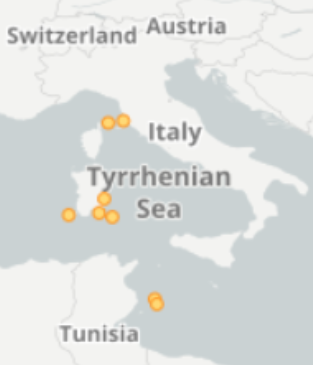 Switzerland
Austria
Italy
Tyrrhenian
Sea
Tunisia